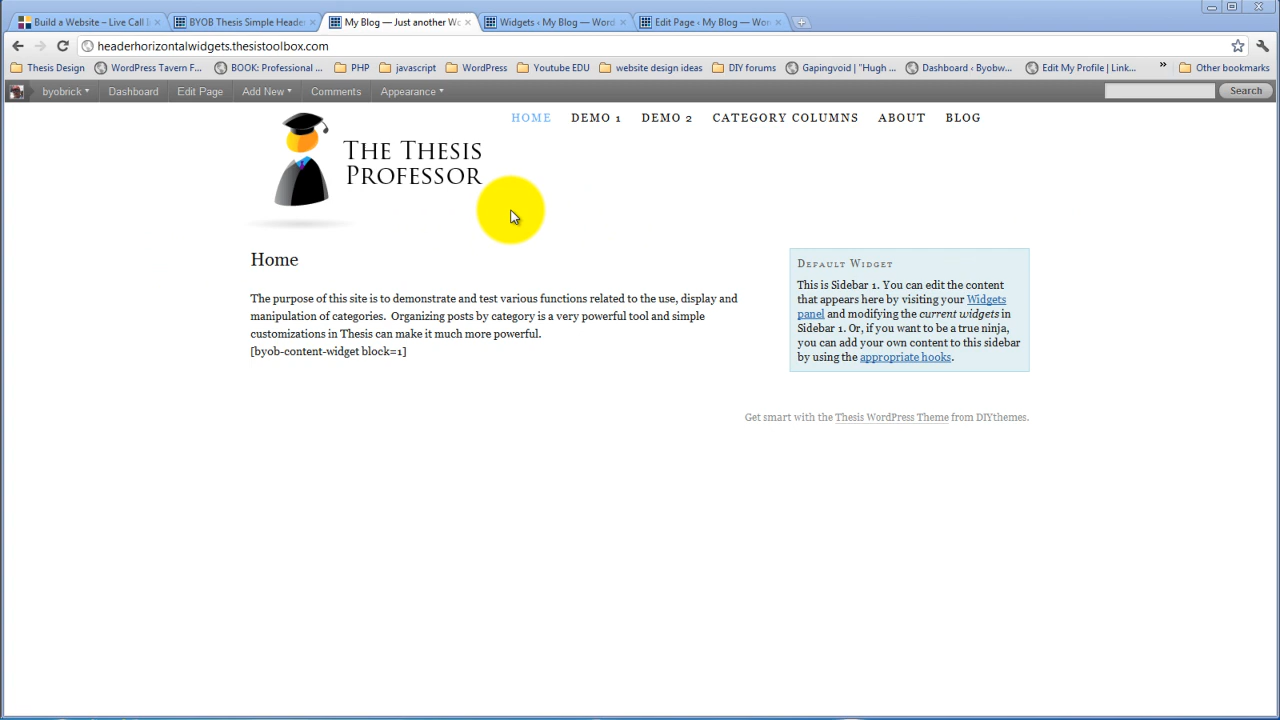 Build a Website – Live Call I
BYOB Thesis Simple Heade
My Blog — Just another Wo
Widgets ‹ My Blog — Word
Edit Page ‹ My Blog — Wor
headerhorizontalwidgets.thesistoolbox.com
Thesis Design
WordPress Tavern F...
BOOK: Professional ...
PHP
javascript
WordPress
Youtube EDU
website design ideas
DIY forums
Gapingvoid | "Hugh ...
Dashboard ‹ Byobw...
Edit My Profile | Link...
»
Other bookmarks
byobrick
Dashboard
Edit Page
Add New
Comments
Appearance
Search
HOME
DEMO 1
DEMO 2
CATEGORY COLUMNS
ABOUT
BLOG
THE THESIS
PROFESSOR
Home
The purpose of this site is to demonstrate and test various functions related to the use, display and
manipulation of categories. Organizing posts by category is a very powerful tool and simple
customizations in Thesis can make it much more powerful.
[byob-content-widget block=1]
Default Widget
This is Sidebar 1. You can edit the content
that appears here by visiting your Widgets
panel and modifying the current widgets in
Sidebar 1. Or, if you want to be a true ninja,
you can add your own content to this sidebar
by using the appropriate hooks.
Get smart with the Thesis WordPress Theme from DIYthemes.